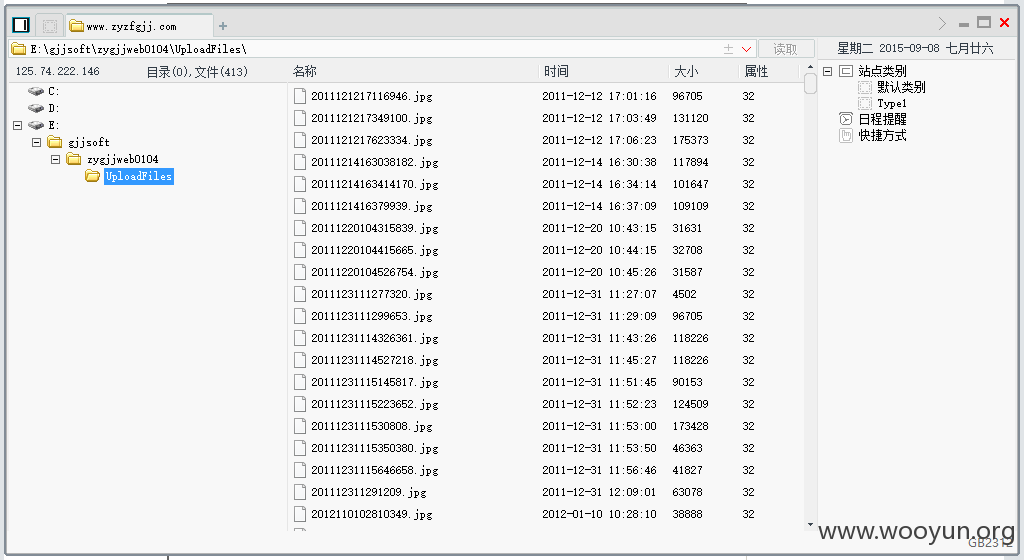 www.zyzfgjj.com
E:\gjjsoft\zygjjweb0104\UploadFiles\
读取
星期二 2015-09-08 七月廿六
125.74.222.146
目录(0),文件(413)
名称 时间 大小 属性
C:
D:
E:
gjjsoft
zygjjweb0104
UploadFiles
2011121217116946.jpg 2011-12-12 17:01:16 96705 32
2011121217349100.jpg 2011-12-12 17:03:49 131120 32
2011121217623334.jpg 2011-12-12 17:06:23 175373 32
20111214163038182.jpg 2011-12-14 16:30:38 117894 32
20111214163414170.jpg 2011-12-14 16:34:14 101647 32
2011121416379939.jpg 2011-12-14 16:37:09 109109 32
20111220104315839.jpg 2011-12-20 10:43:15 31631 32
20111220104415665.jpg 2011-12-20 10:44:15 32708 32
20111220104526754.jpg 2011-12-20 10:45:26 31587 32
2011123111277320.jpg 2011-12-31 11:27:07 4502 32
2011123111299653.jpg 2011-12-31 11:29:09 96705 32
20111231114326361.jpg 2011-12-31 11:43:26 118226 32
20111231114527218.jpg 2011-12-31 11:45:27 118226 32
20111231115145817.jpg 2011-12-31 11:51:45 90153 32
20111231115223652.jpg 2011-12-31 11:52:23 124509 32
2011123111530808.jpg 2011-12-31 11:53:00 173428 32
20111231115350380.jpg 2011-12-31 11:53:50 46363 32
20111231115646658.jpg 2011-12-31 11:56:46 41827 32
201112311291209.jpg 2011-12-31 12:09:01 63078 32
2012110102810349.jpg 2012-01-10 10:28:10 38888 32
站点类别
默认类别
Type1
日程提醒
快捷方式
www.wooyun.org
GB2312